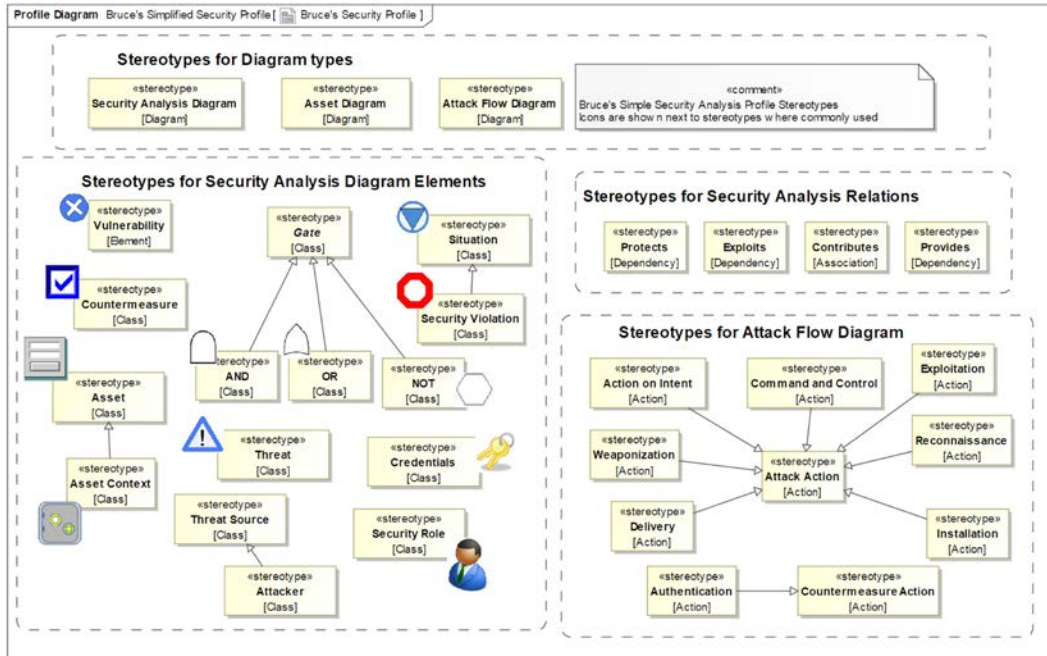 Profile Diagram Bruce's Simplified Security Profile [ Bruce's Security Profile ]
Stereotypes for Diagram types
«stereotype»
Security Analysis Diagram
[Diagram]
«stereotype»
Asset Diagram
[Diagram]
«stereotype»
Attack Flow Diagram
[Diagram]
«comment»
Bruce's Simple Security Analysis Profile Stereotypes
Icons are shown next to stereotypes where commonly used
Stereotypes for Security Analysis Diagram Elements
«stereotype»
Vulnerability
[Element]
«stereotype»
Gate
[Class]
«stereotype»
Situation
[Class]
«stereotype»
Countermeasure
[Class]
«stereotype»
Security Violation
[Class]
«stereotype»
AND
[Class]
«stereotype»
OR
[Class]
«stereotype»
NOT
[Class]
«stereotype»
Asset
[Class]
«stereotype»
Threat
[Class]
«stereotype»
Credentials
[Class]
«stereotype»
Asset Context
[Class]
«stereotype»
Threat Source
[Class]
«stereotype»
Security Role
[Class]
«stereotype»
Attacker
[Class]
Stereotypes for Security Analysis Relations
«stereotype»
Protects
[Dependency]
«stereotype»
Exploits
[Dependency]
«stereotype»
Contributes
[Association]
«stereotype»
Provides
[Dependency]
Stereotypes for Attack Flow Diagram
«stereotype»
Action on Intent
[Action]
«stereotype»
Command and Control
[Action]
«stereotype»
Exploitation
[Action]
«stereotype»
Weaponization
[Action]
«stereotype»
Attack Action
[Action]
«stereotype»
Reconnaissance
[Action]
«stereotype»
Delivery
[Action]
«stereotype»
Installation
[Action]
«stereotype»
Authentication
[Action]
«stereotype»
Countermeasure Action
[Action]